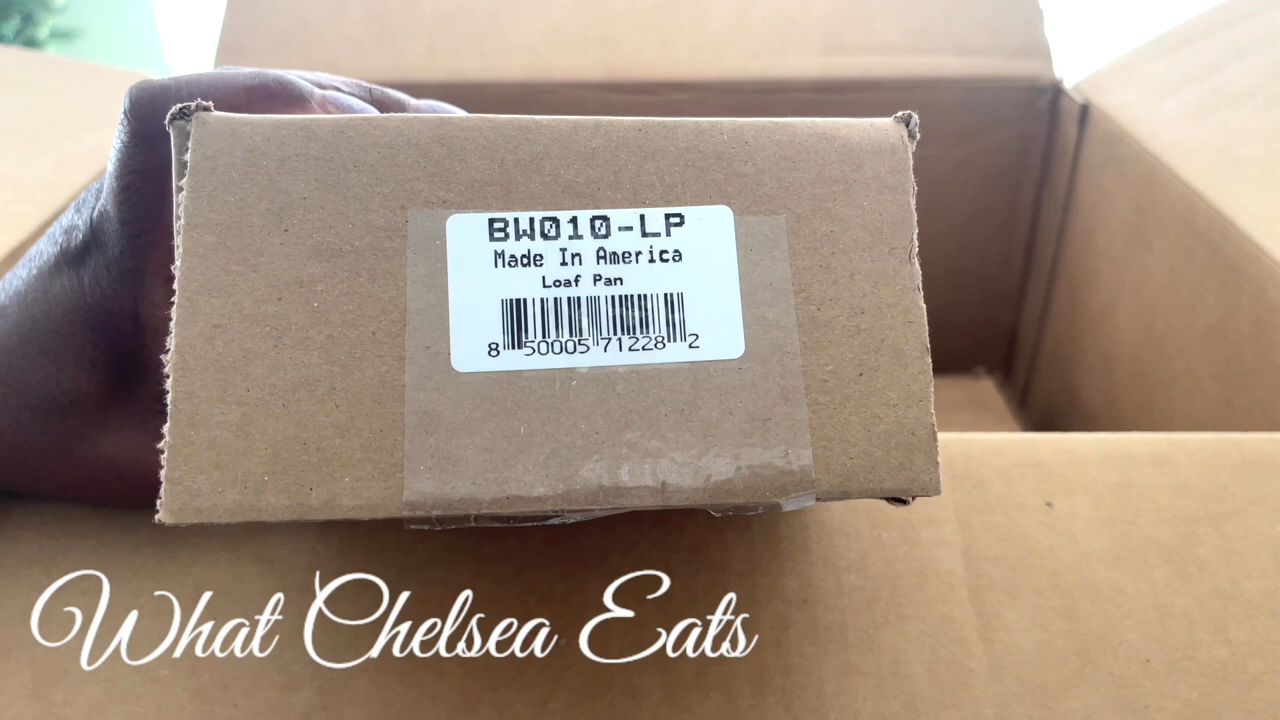 BW010-LP
Made In America
Loaf Pan
8 50005 71228 2
What Chelsea Eats